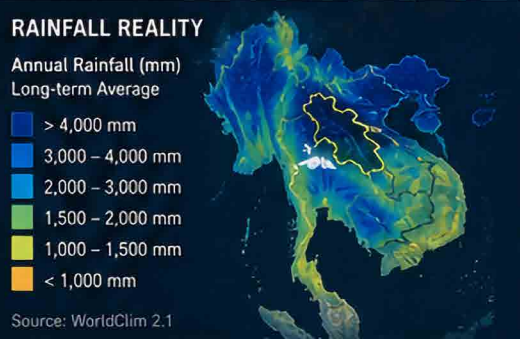 RAINFALL REALITY
Annual Rainfall (mm)
Long-term Average
> 4,000 mm
3,000 – 4,000 mm
2,000 – 3,000 mm
1,500 – 2,000 mm
1,000 – 1,500 mm
< 1,000 mm
Source: WorldClim 2.1